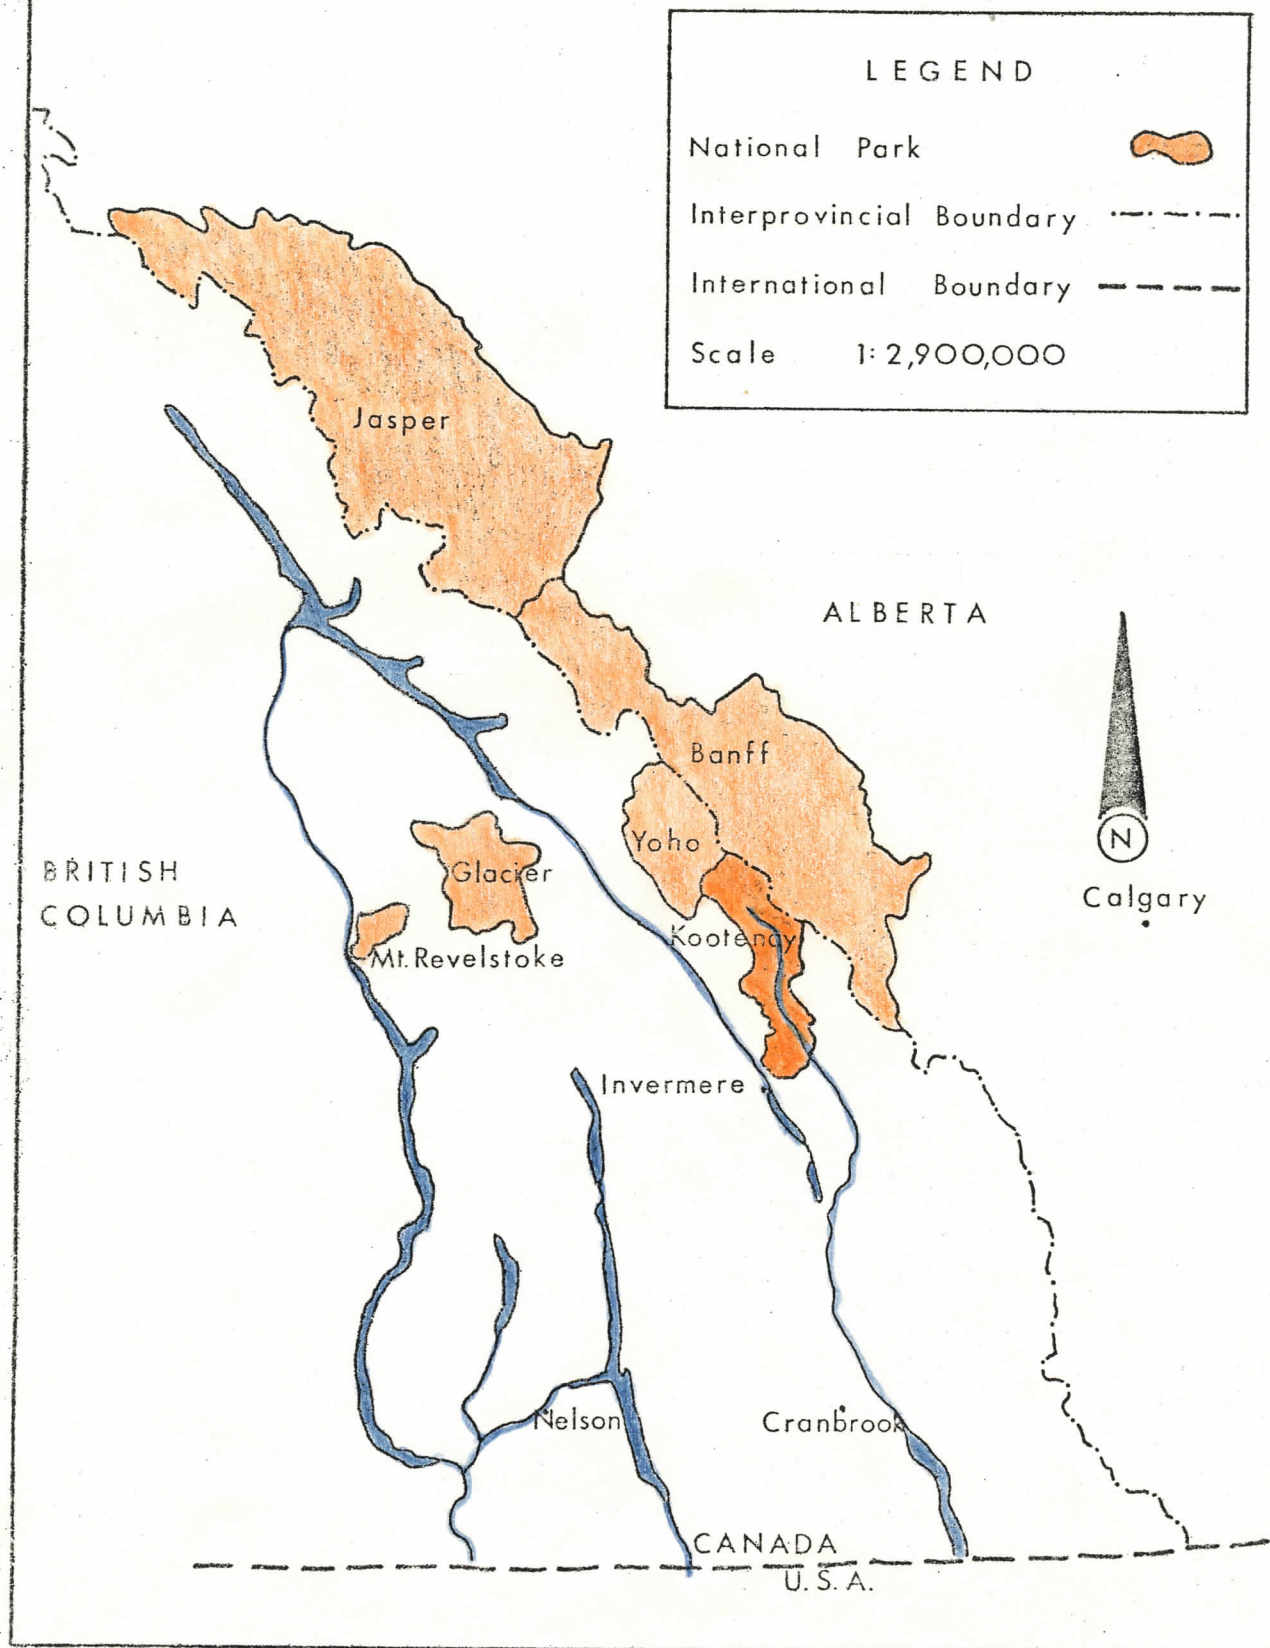 LEGEND
National Park
Interprovincial Boundary
International Boundary
Scale 1:2,900,000
Jasper
ALBERTA
Banff
Yoho
N
Glacier
BRITISH
COLUMBIA
Calgary
Kootenay
Mt. Revelstoke
Invermere
Nelson
Cranbrook
CANADA
U.S.A.